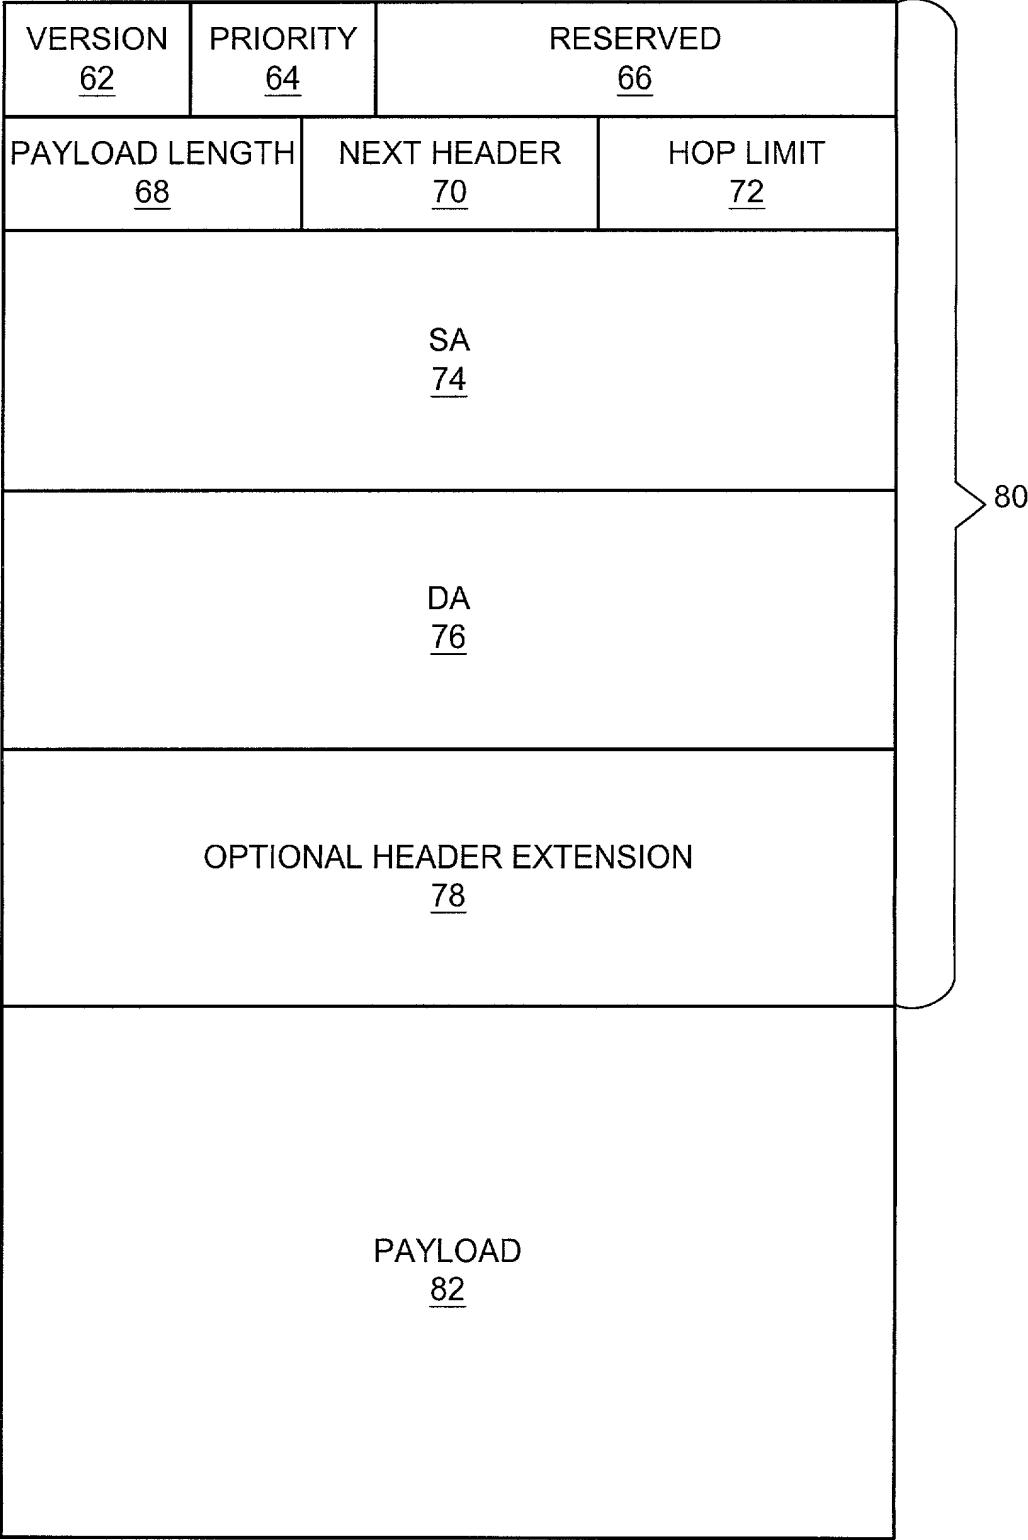 VERSION
62
PRIORITY
64
RESERVED
66
PAYLOAD LENGTH
68
NEXT HEADER
70
HOP LIMIT
72
SA
74
DA
76
80
OPTIONAL HEADER EXTENSION
78
PAYLOAD
82